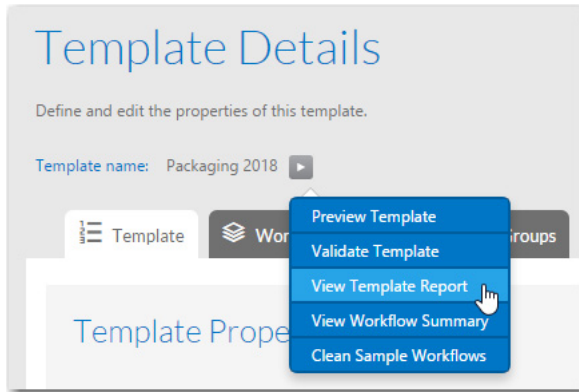 Template Details
Define and edit the properties of this template.
Template name: Packaging 2018
Preview Template
Template Wor roups
Validate Template
View Template Report
Template Prope
View Workflow Summary
Clean Sample Workflows